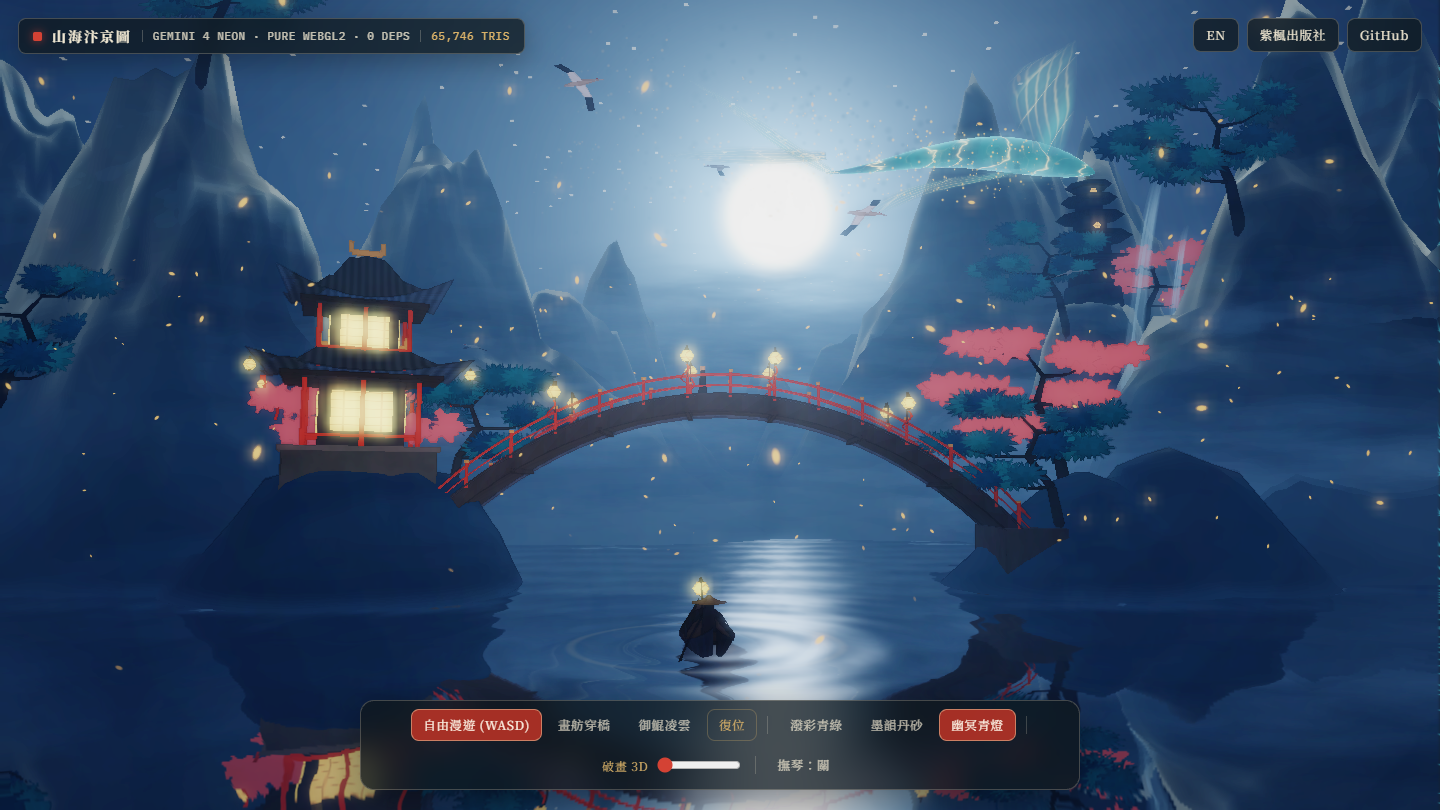 山海汴京圖 GEMINI 4 NEON · PURE WEBGL2 · 0 DEPS 65,746 TRIS EN 紫楓出版社 GitHub
自由漫遊 (WASD) 畫舫穿橋 御鯤凌雲 復位 潑彩青綠 墨韻丹砂 幽冥青燈
破畫 3D 撫琴：關